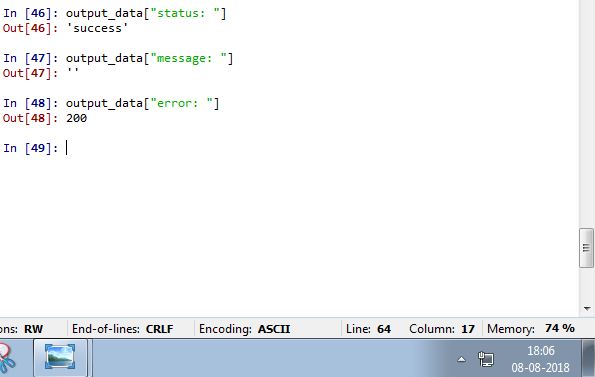 In [46]: output_data["status: "]
Out[46]: 'success'
In [47]: output_data["message: "]
Out[47]: ''
In [48]: output_data["error: "]
Out[48]: 200
In [49]:
ons: RW End-of-lines: CRLF Encoding: ASCII Line: 64 Column: 17 Memory: 74 %
18:06
08-08-2018